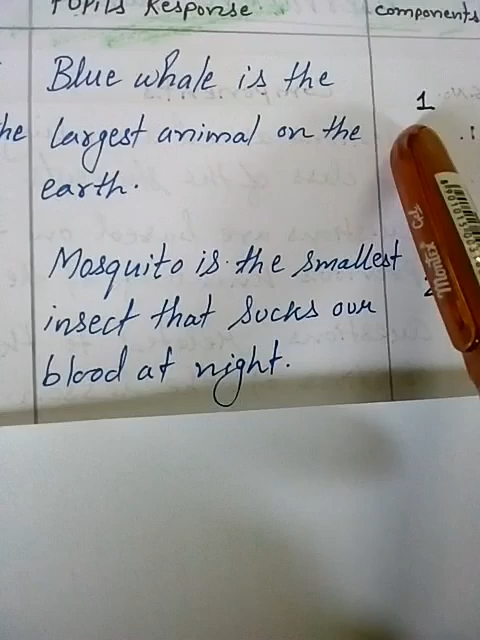 Pupils Response
components
Blue whale is the
1
he largest animal on the
earth.
Mosquito is the smallest
insect that sucks our
blood at night.
Montex